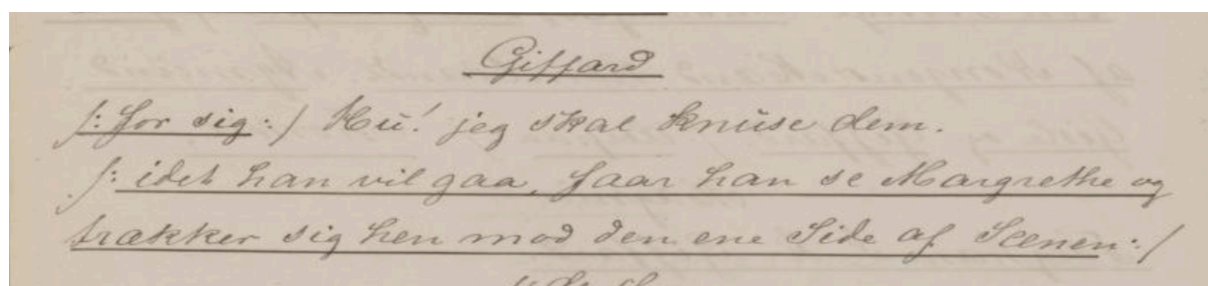 Giffard
/: for sig :/ Hu! jeg skal knuse dem.
/: idet han vil gaa, faar han se Margrethe og
trækker sig hen mod den ene Side af Scenen :/